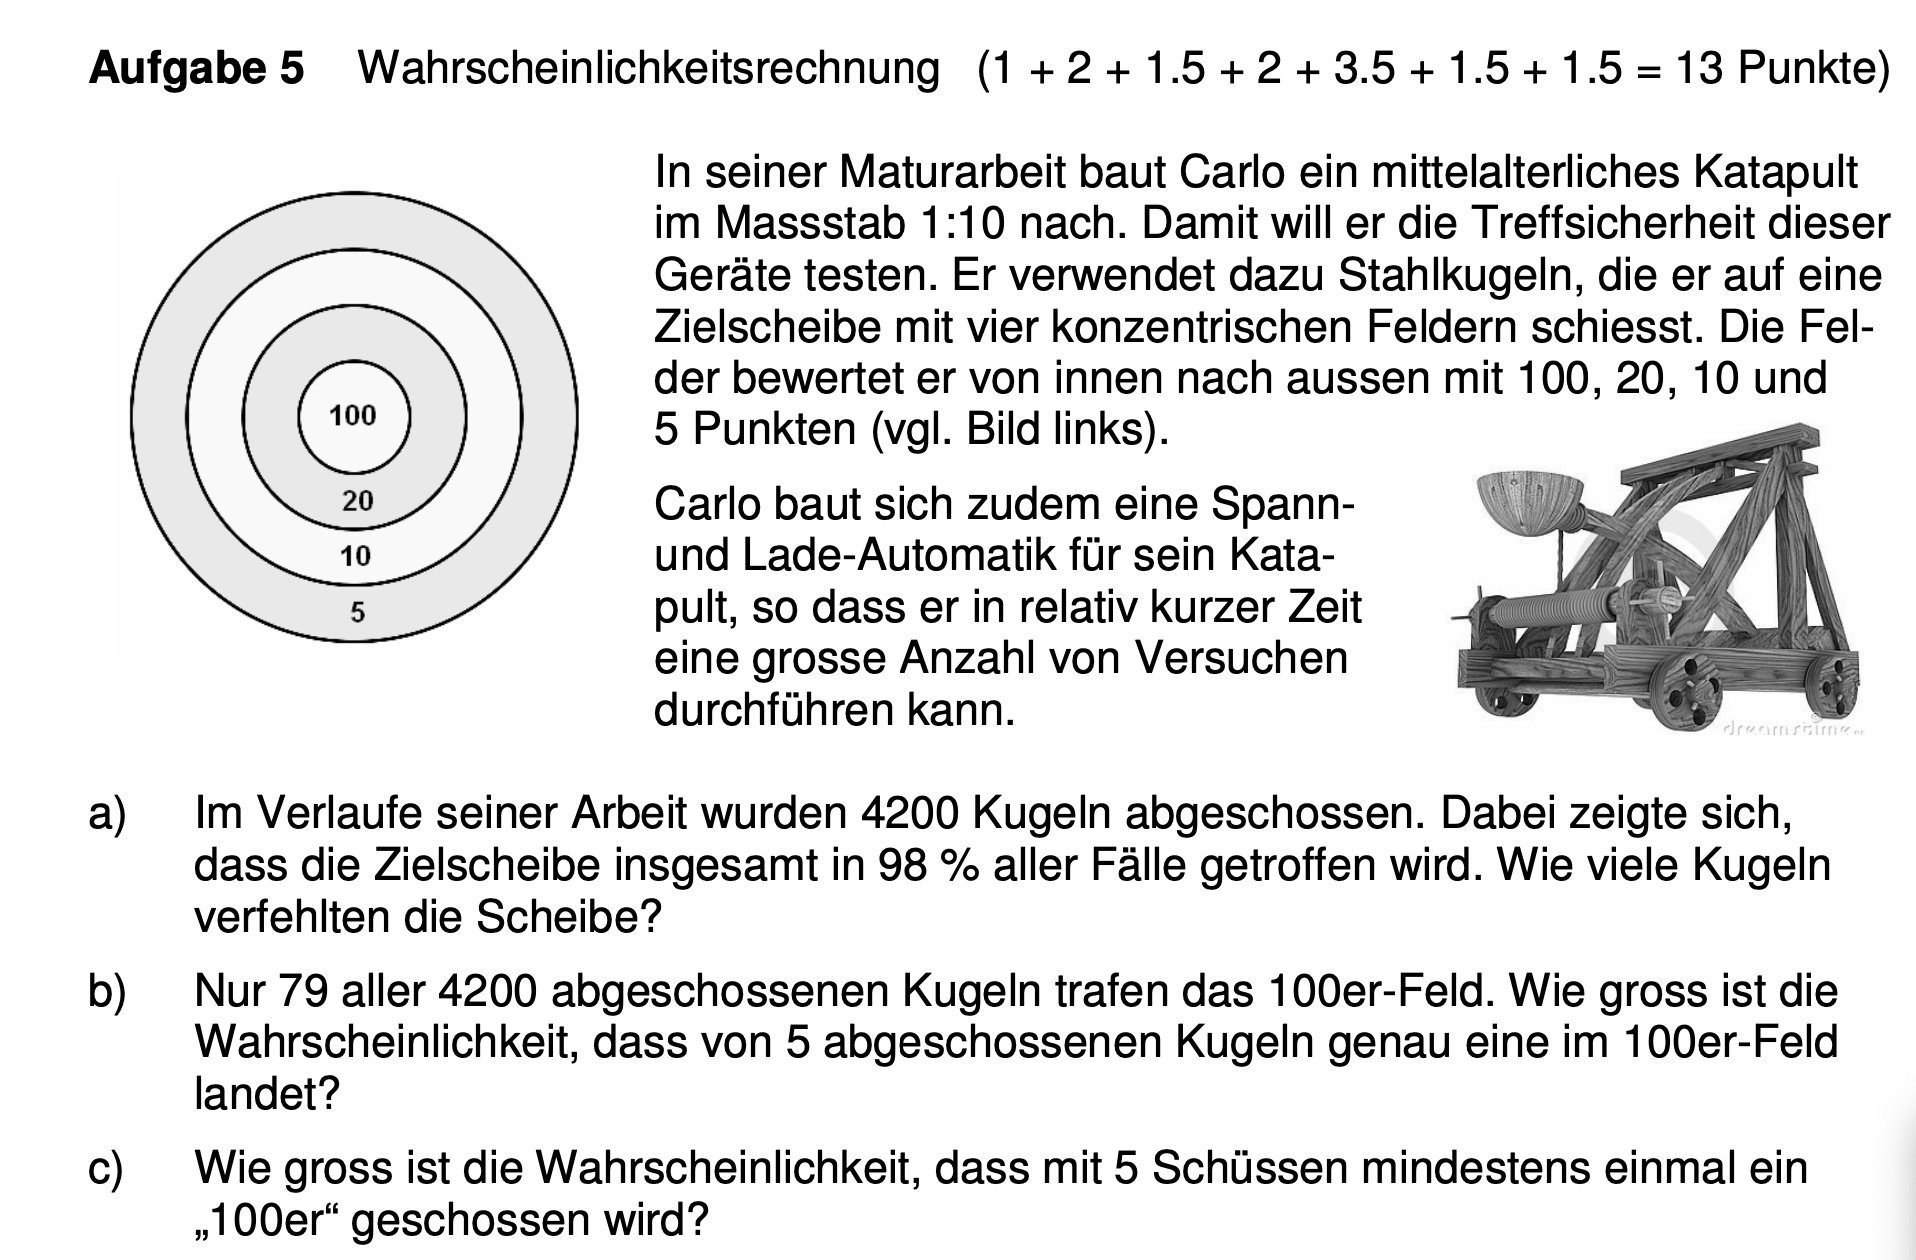 Aufgabe 5 Wahrscheinlichkeitsrechnung (1 + 2 + 1.5 + 2 + 3.5 + 1.5 + 1.5 = 13 Punkte)
100
20
10
5
In seiner Maturarbeit baut Carlo ein mittelalterliches Katapult
im Massstab 1:10 nach. Damit will er die Treffsicherheit dieser
Geräte testen. Er verwendet dazu Stahlkugeln, die er auf eine
Zielscheibe mit vier konzentrischen Feldern schiesst. Die Fel-
der bewertet er von innen nach aussen mit 100, 20, 10 und
5 Punkten (vgl. Bild links).
Carlo baut sich zudem eine Spann-
und Lade-Automatik für sein Kata-
pult, so dass er in relativ kurzer Zeit
eine grosse Anzahl von Versuchen
durchführen kann.
dreamstime
a) Im Verlaufe seiner Arbeit wurden 4200 Kugeln abgeschossen. Dabei zeigte sich,
dass die Zielscheibe insgesamt in 98 % aller Fälle getroffen wird. Wie viele Kugeln
verfehlten die Scheibe?
b) Nur 79 aller 4200 abgeschossenen Kugeln trafen das 100er-Feld. Wie gross ist die
Wahrscheinlichkeit, dass von 5 abgeschossenen Kugeln genau eine im 100er-Feld
landet?
c) Wie gross ist die Wahrscheinlichkeit, dass mit 5 Schüssen mindestens einmal ein
„100er“ geschossen wird?